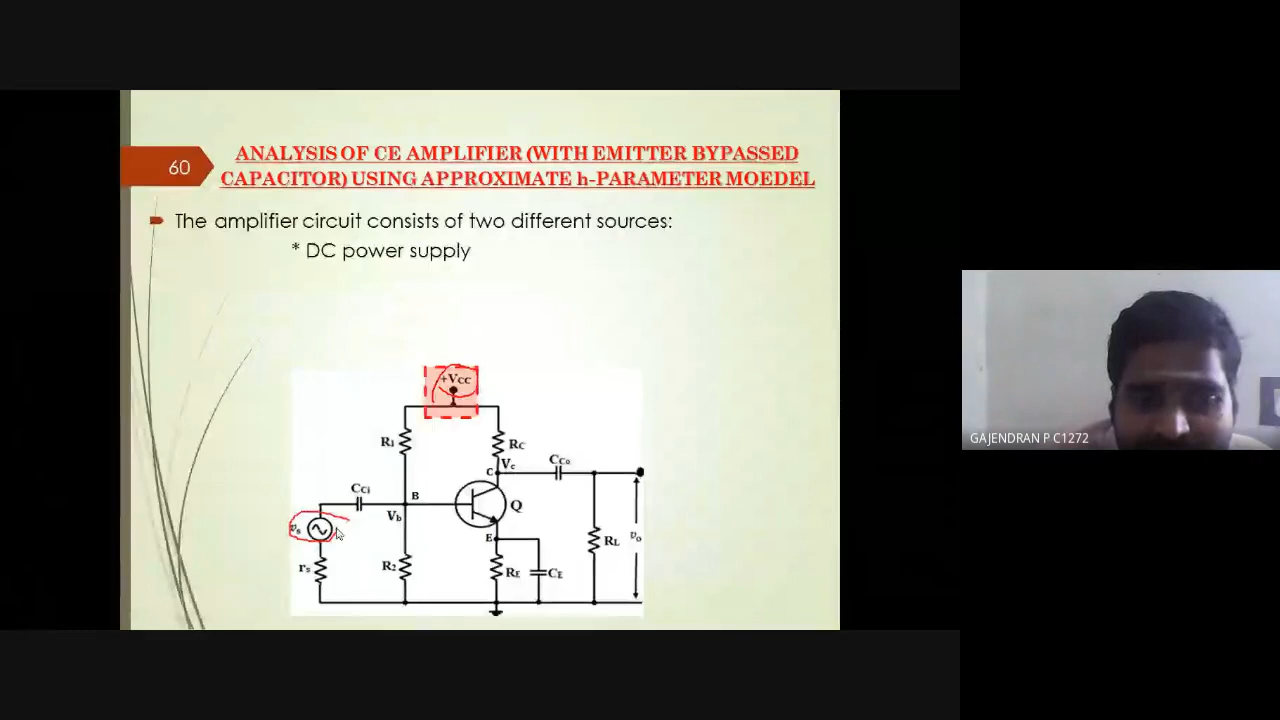 60
ANALYSIS OF CE AMPLIFIER (WITH EMITTER BYPASSED
CAPACITOR) USING APPROXIMATE h-PARAMETER MOEDEL
The amplifier circuit consists of two different sources:
* DC power supply
+VCC
R1
RC
Vc
C
CCo
CCi
B
Vb
Q
vs
E
RL
vo
rs
R2
RE
CE
GAJENDRAN P C1272